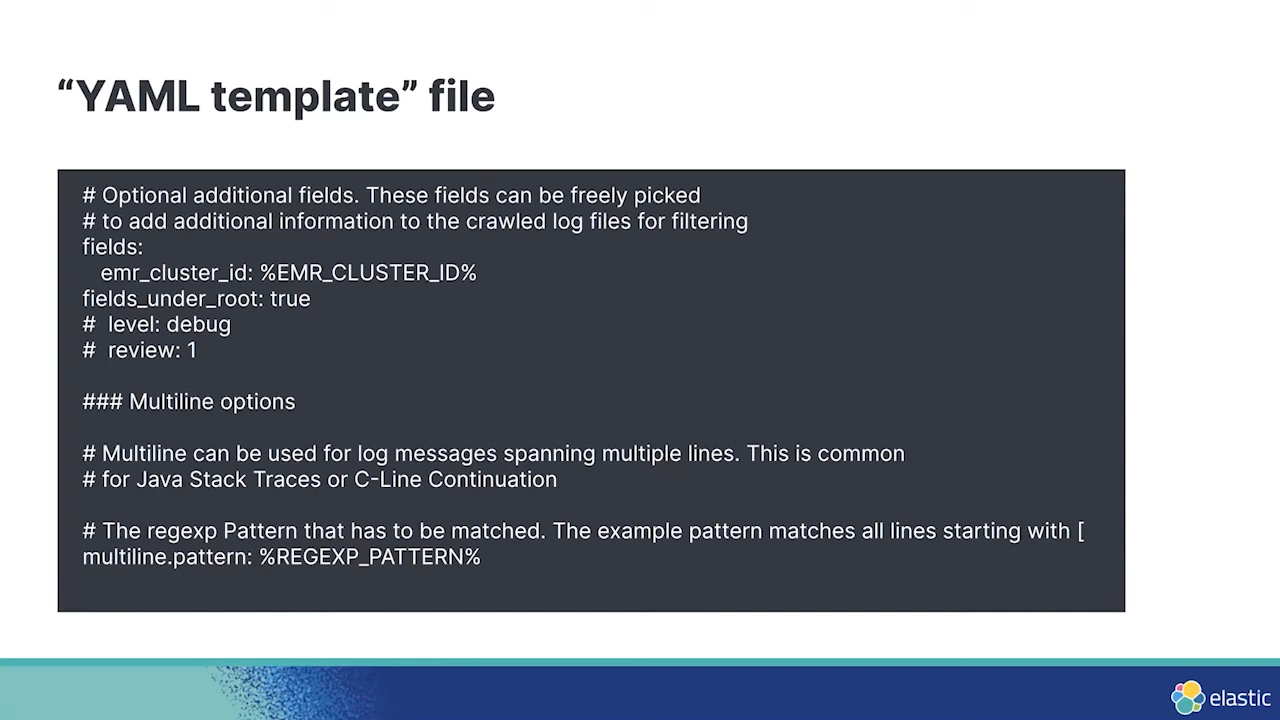 “YAML template” file
# Optional additional fields. These fields can be freely picked
# to add additional information to the crawled log files for filtering
fields:
emr_cluster_id: %EMR_CLUSTER_ID%
fields_under_root: true
# level: debug
# review: 1
### Multiline options
# Multiline can be used for log messages spanning multiple lines. This is common
# for Java Stack Traces or C-Line Continuation
# The regexp Pattern that has to be matched. The example pattern matches all lines starting with [
multiline.pattern: %REGEXP_PATTERN%
elastic